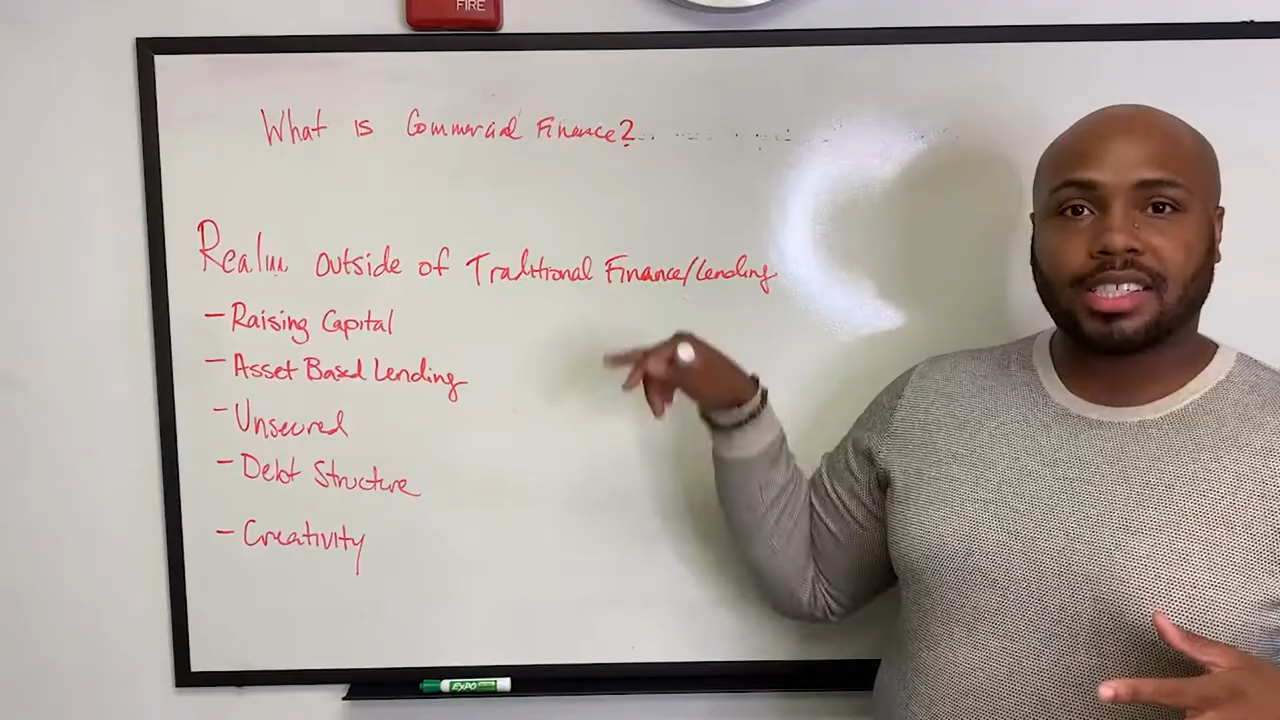 FIRE
What is Commercial Finance?
Realm outside of Traditional Finance/Lending
- Raising Capital
- Asset Based Lending
- Unsecured
- Debt Structure
- Creativity
EXPO